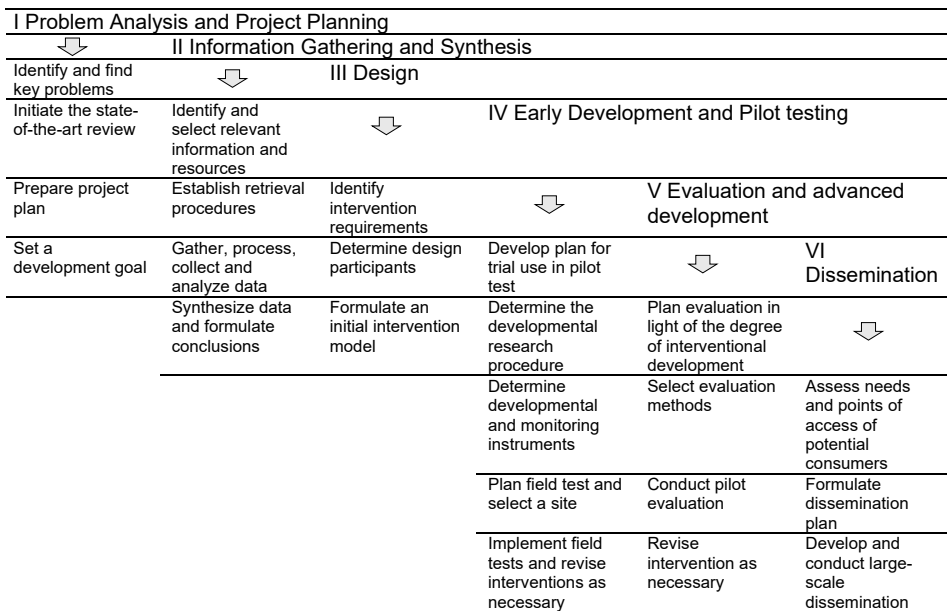 I Problem Analysis and Project Planning
II Information Gathering and Synthesis
Identify and find
key problems
III Design
Initiate the state-
of-the-art review
Identify and
select relevant
information and
resources
IV Early Development and Pilot testing
Prepare project
plan
Establish retrieval
procedures
Identify
intervention
requirements
V Evaluation and advanced
development
Set a
development goal
Gather, process,
collect and
analyze data
Determine design
participants
Develop plan for
trial use in pilot
test
VI
Dissemination
Synthesize data
and formulate
conclusions
Formulate an
initial intervention
model
Determine the
developmental
research
procedure
Plan evaluation in
light of the degree
of interventional
development
Determine
developmental
and monitoring
instruments
Select evaluation
methods
Assess needs
and points of
access of
potential
consumers
Plan field test and
select a site
Conduct pilot
evaluation
Formulate
dissemination
plan
Implement field
tests and revise
interventions as
necessary
Revise
intervention as
necessary
Develop and
conduct large-
scale
dissemination